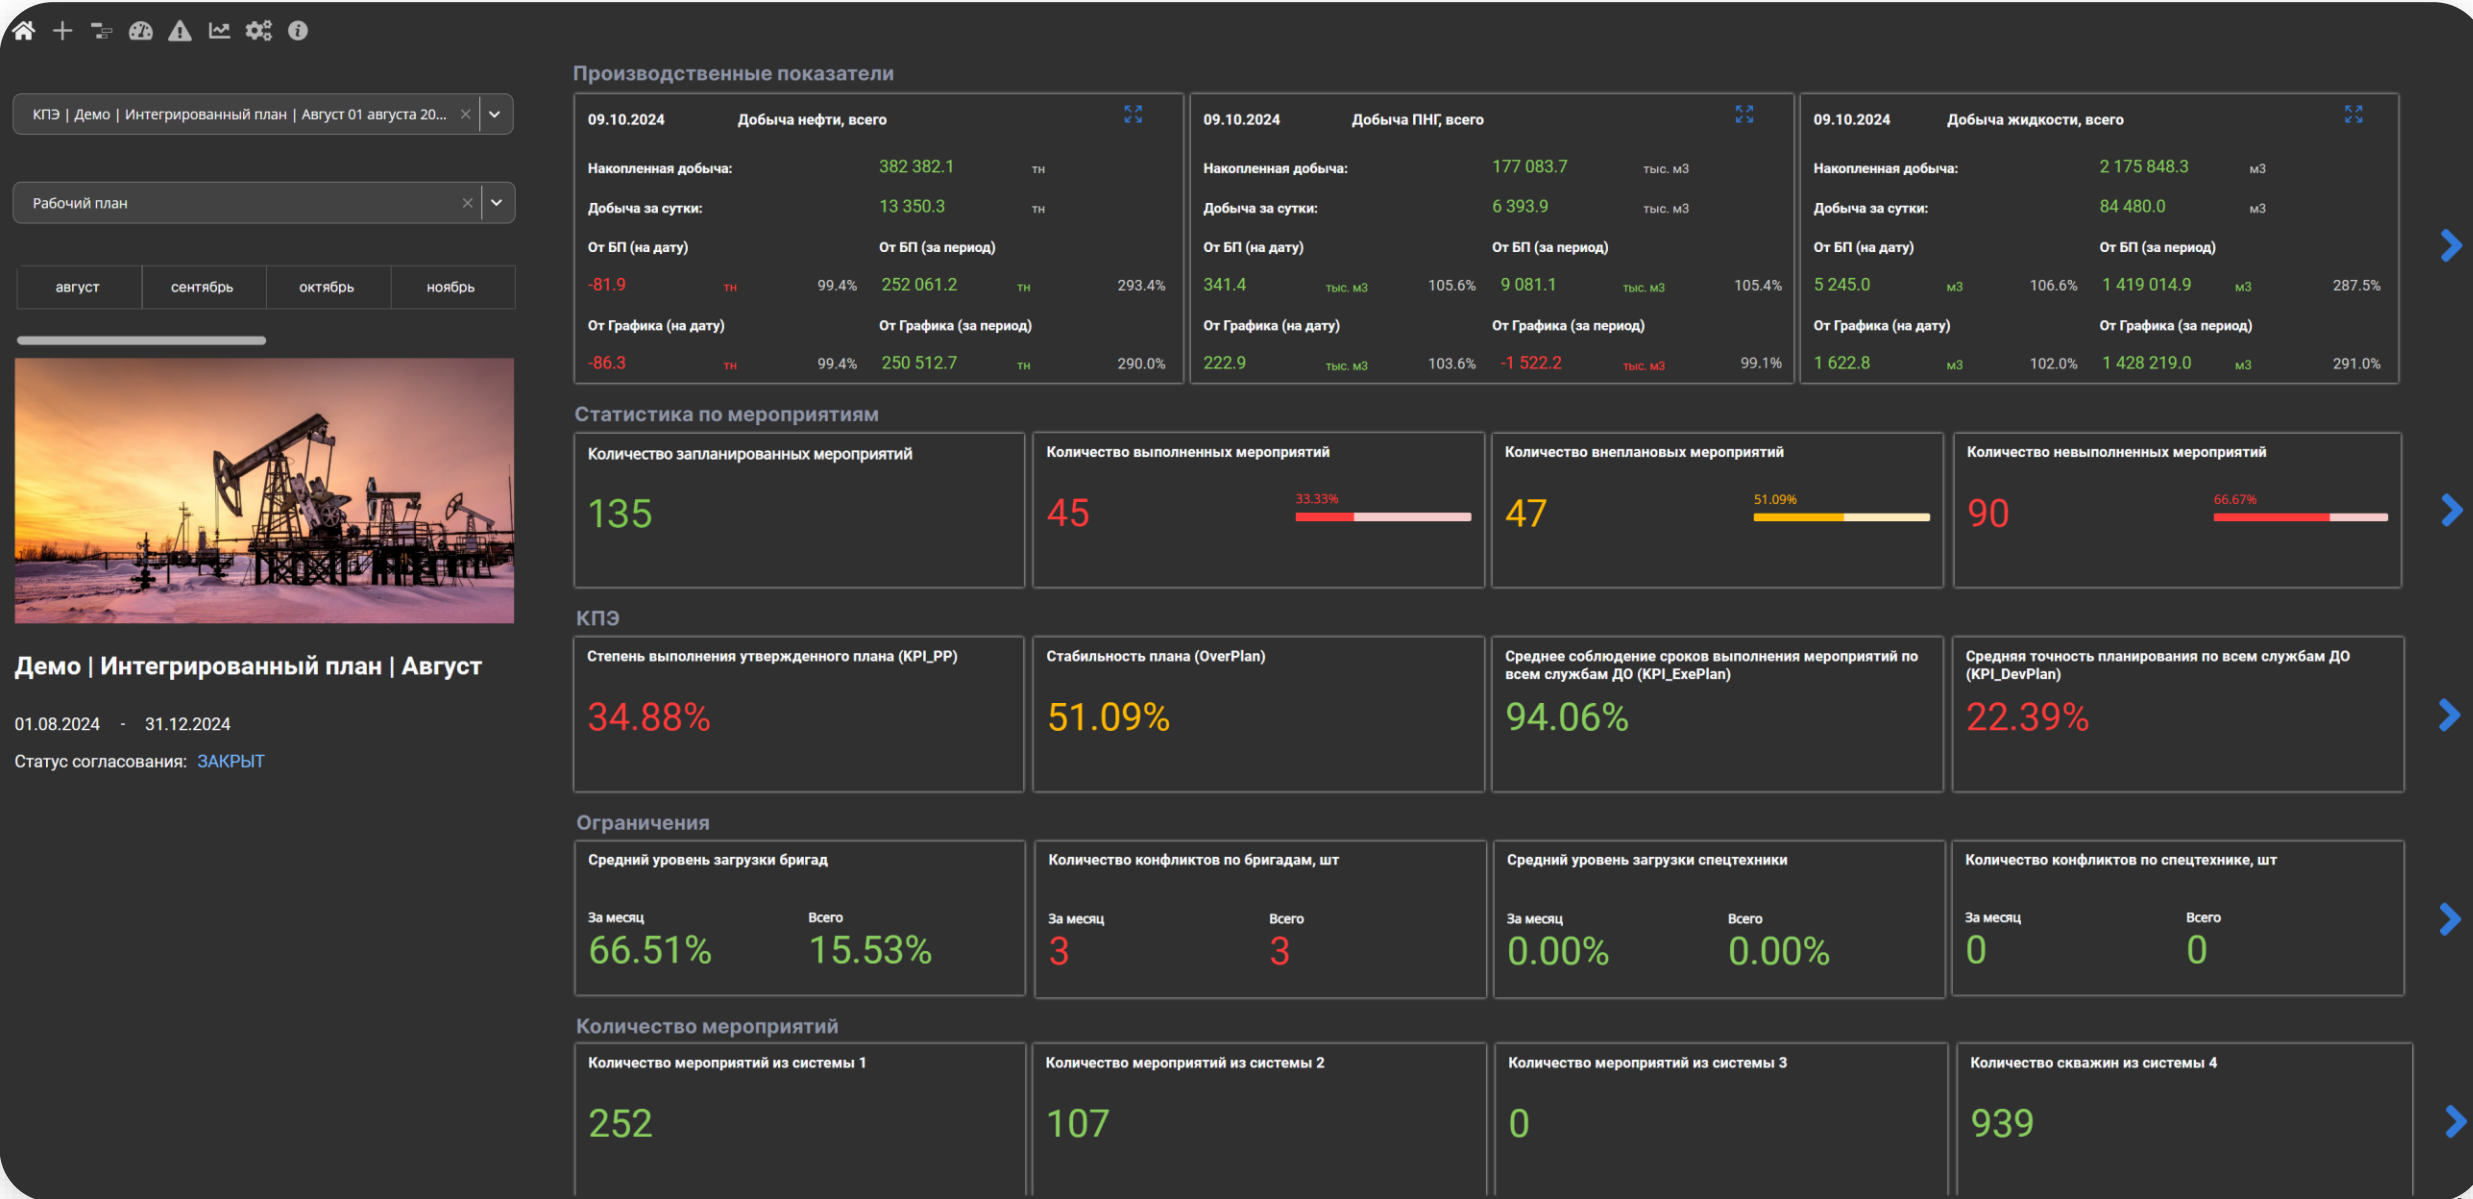 КПЭ | Демо | Интегрированный план | Август 01 августа 20...
Рабочий план
август сентябрь октябрь ноябрь
Демо | Интегрированный план | Август
01.08.2024 - 31.12.2024
Статус согласования: ЗАКРЫТ
Производственные показатели
09.10.2024 Добыча нефти, всего
Накопленная добыча: 382 382.1 тн
Добыча за сутки: 13 350.3 тн
От БП (на дату) От БП (за период)
-81.9 тн 99.4% 252 061.2 тн 293.4%
От Графика (на дату) От Графика (за период)
-86.3 тн 99.4% 250 512.7 тн 290.0%
09.10.2024 Добыча ПНГ, всего
Накопленная добыча: 177 083.7 тыс. м3
Добыча за сутки: 6 393.9 тыс. м3
От БП (на дату) От БП (за период)
341.4 тыс. м3 105.6% 9 081.1 тыс. м3 105.4%
От Графика (на дату) От Графика (за период)
222.9 тыс. м3 103.6% -1 522.2 тыс. м3 99.1%
09.10.2024 Добыча жидкости, всего
Накопленная добыча: 2 175 848.3 м3
Добыча за сутки: 84 480.0 м3
От БП (на дату) От БП (за период)
5 245.0 м3 106.6% 1 419 014.9 м3 287.5%
От Графика (на дату) От Графика (за период)
1 622.8 м3 102.0% 1 428 219.0 м3 291.0%
Статистика по мероприятиям
Количество запланированных мероприятий
135
Количество выполненных мероприятий
45 33.33%
Количество внеплановых мероприятий
47 51.09%
Количество невыполненных мероприятий
90 66.67%
КПЭ
Степень выполнения утвержденного плана (KPI_PP)
34.88%
Стабильность плана (OverPlan)
51.09%
Среднее соблюдение сроков выполнения мероприятий по
всем службам ДО (KPI_ExePlan)
94.06%
Средняя точность планирования по всем службам ДО
(KPI_DevPlan)
22.39%
Ограничения
Средний уровень загрузки бригад
За месяц Всего
66.51% 15.53%
Количество конфликтов по бригадам, шт
За месяц Всего
3 3
Средний уровень загрузки спецтехники
За месяц Всего
0.00% 0.00%
Количество конфликтов по спецтехнике, шт
За месяц Всего
0 0
Количество мероприятий
Количество мероприятий из системы 1
252
Количество мероприятий из системы 2
107
Количество мероприятий из системы 3
0
Количество скважин из системы 4
939